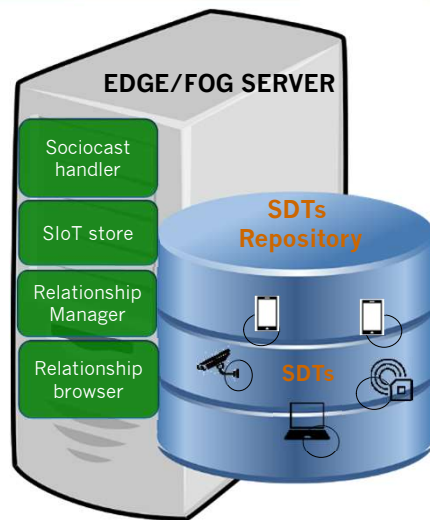 EDGE/FOG SERVER
Sociocast
handler
SIoT store
Relationship
Manager
Relationship
browser
SDTs
Repository
SDTs